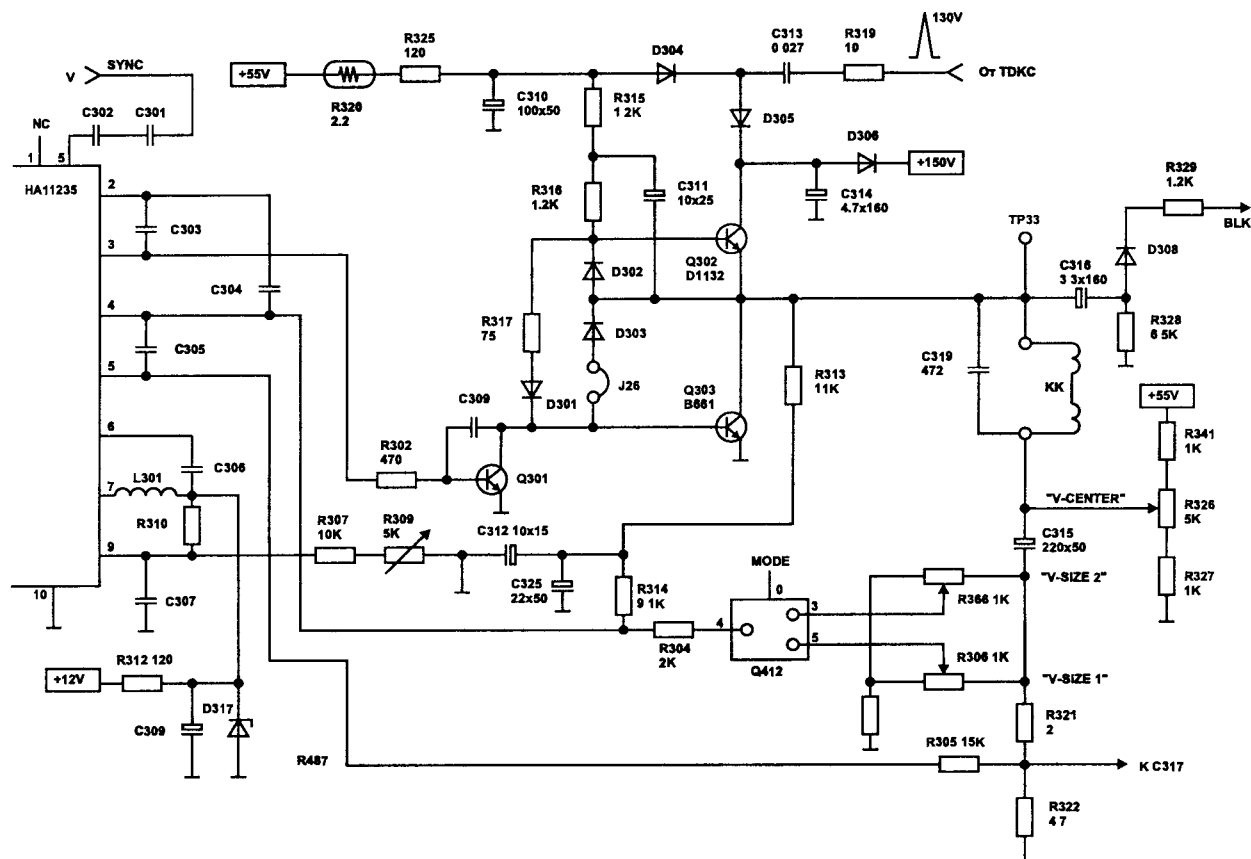 130V
V
SYNC
+55V
R325
120
D304
C313
0 027
R319
10
От TDKC
NC
C302
C301
R320
2.2
C310
100x50
R315
1 2K
D305
D306
+150V
1
5
HA11235
2
C303
3
C304
4
C305
5
6
C306
7
L301
R310
9
C307
10
R316
1.2K
C311
10x25
C314
4.7x160
Q302
D1132
D302
R317
75
D303
J26
D301
C309
Q303
B661
R302
470
Q301
R313
11K
TP33
R329
1.2K
BLK
D308
C316
3 3x160
R328
6 5K
C319
472
KK
+55V
R341
1K
"V-CENTER"
R326
5K
C315
220x50
R327
1K
R307
10K
R309
5K
C312 10x15
C325
22x50
R314
9 1K
MODE
0
3
4
5
Q412
R304
2K
R366 1K
"V-SIZE 2"
R306 1K
"V-SIZE 1"
R321
2
+12V
R312 120
D317
C309
R487
R305 15K
K C317
R322
4 7